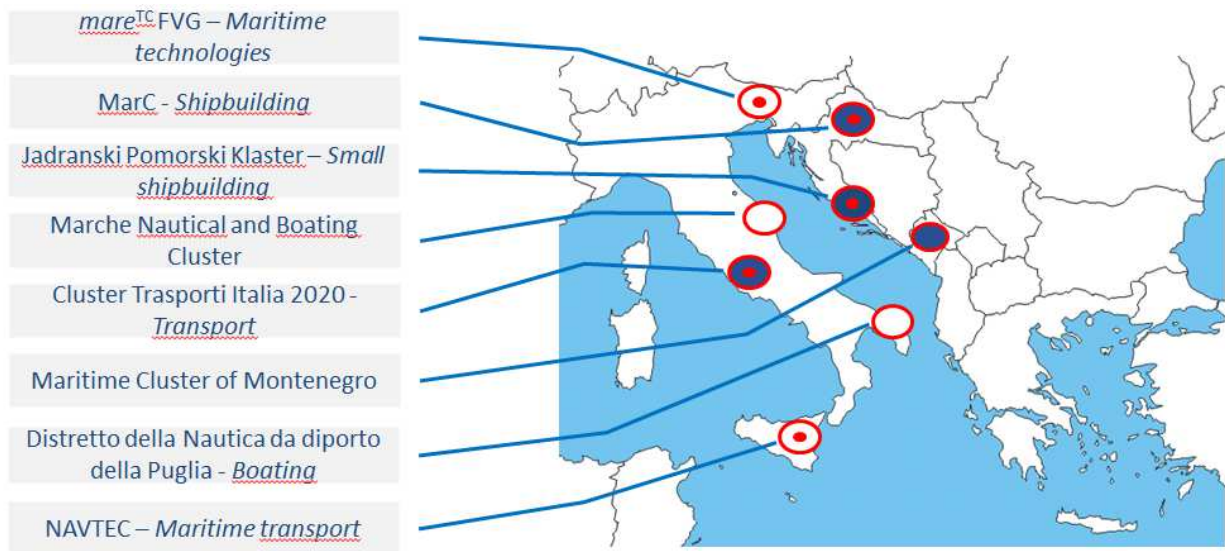 mareTC FVG – Maritime
technologies
MarC - Shipbuilding
Jadranski Pomorski Klaster – Small
shipbuilding
Marche Nautical and Boating
Cluster
Cluster Trasporti Italia 2020 -
Transport
Maritime Cluster of Montenegro
Distretto della Nautica da diporto
della Puglia - Boating
NAVTEC – Maritime transport